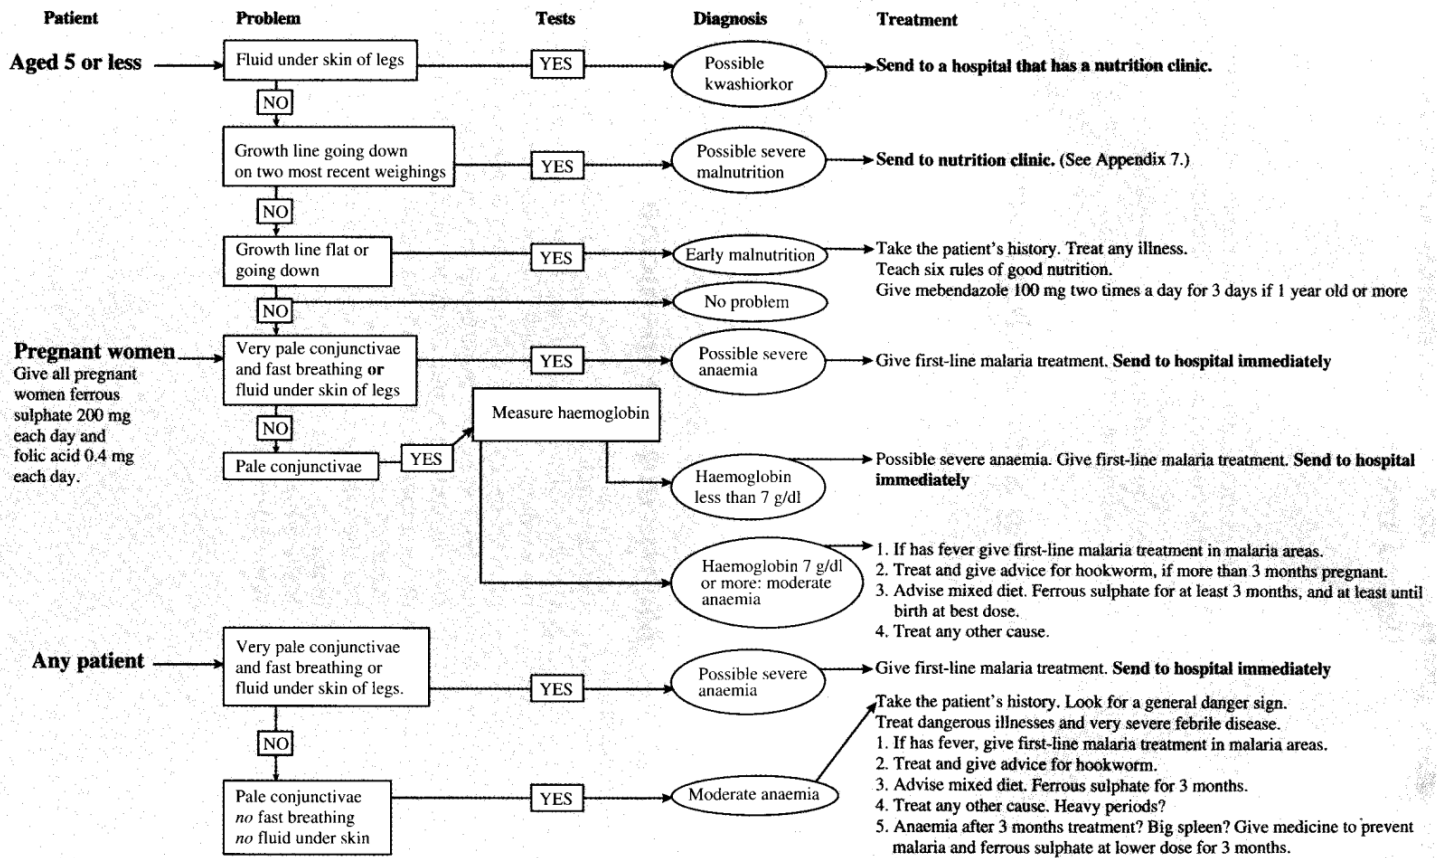 Patient Problem Tests Diagnosis Treatment
Aged 5 or less
Fluid under skin of legs
YES
Possible
kwashiorkor
Send to a hospital that has a nutrition clinic.
NO
Growth line going down
on two most recent weighings
YES
Possible severe
malnutrition
Send to nutrition clinic. (See Appendix 7.)
NO
Growth line flat or
going down
YES
Early malnutrition
Take the patient's history. Treat any illness.
Teach six rules of good nutrition.
Give mebendazole 100 mg two times a day for 3 days if 1 year old or more
NO
No problem
Pregnant women
Give all pregnant
women ferrous
sulphate 200 mg
each day and
folic acid 0.4 mg
each day.
Very pale conjunctivae
and fast breathing or
fluid under skin of legs
YES
Possible severe
anaemia
Give first-line malaria treatment. Send to hospital immediately
NO
Pale conjunctivae
YES
Measure haemoglobin
Haemoglobin
less than 7 g/dl
Possible severe anaemia. Give first-line malaria treatment. Send to hospital
immediately
Haemoglobin 7 g/dl
or more: moderate
anaemia
1. If has fever give first-line malaria treatment in malaria areas.
2. Treat and give advice for hookworm, if more than 3 months pregnant.
3. Advise mixed diet. Ferrous sulphate for at least 3 months, and at least until
birth at best dose.
4. Treat any other cause.
Any patient
Very pale conjunctivae
and fast breathing or
fluid under skin of legs.
YES
Possible severe
anaemia
Give first-line malaria treatment. Send to hospital immediately
NO
Pale conjunctivae
no fast breathing
no fluid under skin
YES
Moderate anaemia
Take the patient's history. Look for a general danger sign.
Treat dangerous illnesses and very severe febrile disease.
1. If has fever, give first-line malaria treatment in malaria areas.
2. Treat and give advice for hookworm.
3. Advise mixed diet. Ferrous sulphate for 3 months.
4. Treat any other cause. Heavy periods?
5. Anaemia after 3 months treatment? Big spleen? Give medicine to prevent
malaria and ferrous sulphate at lower dose for 3 months.